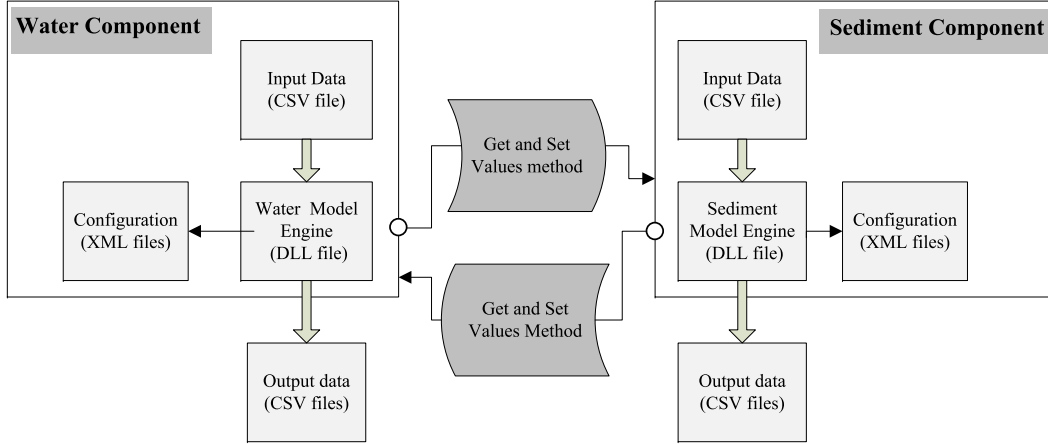 Water Component
Input Data
(CSV file)
Configuration
(XML files)
Water Model
Engine
(DLL file)
Output data
(CSV files)
Get and Set
Values method
Get and Set
Values Method
Sediment Component
Input Data
(CSV file)
Sediment
Model Engine
(DLL file)
Configuration
(XML files)
Output data
(CSV files)